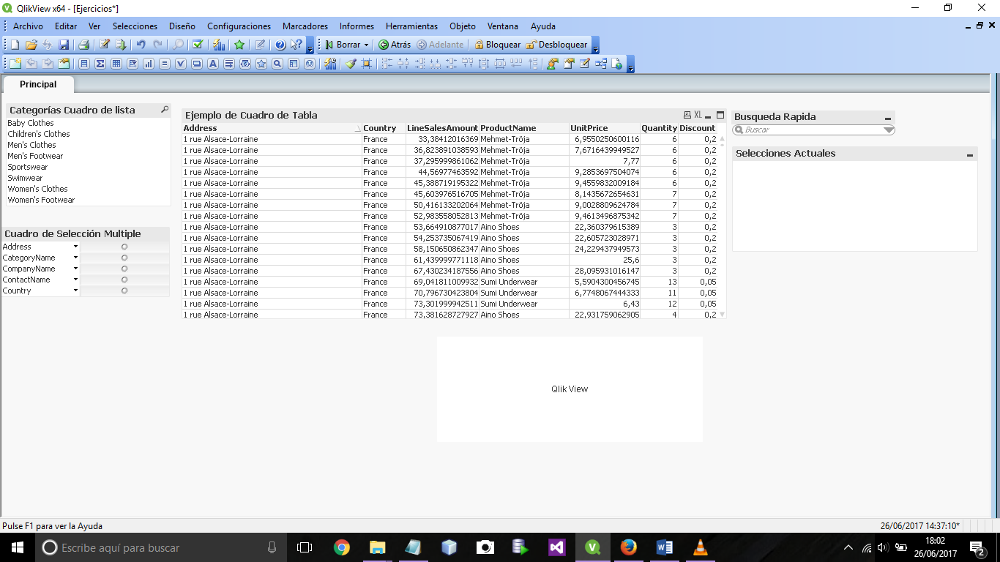 QlikView x64 - [Ejercicios*]
Archivo Editar Ver Selecciones Diseño Configuraciones Marcadores Informes Herramientas Objeto Ventana Ayuda
Borrar Atrás Adelante Bloquear Desbloquear
Principal
Categorías Cuadro de lista
Baby Clothes
Children's Clothes
Men's Clothes
Men's Footwear
Sportswear
Swimwear
Women's Clothes
Women's Footwear
Cuadro de Selección Multiple
Address
CategoryName
CompanyName
ContactName
Country
Ejemplo de Cuadro de Tabla XL
Address Country LineSalesAmount ProductName UnitPrice Quantity Discount
1 rue Alsace-Lorraine France 33,38412016369 Mehmet-Tröja 6,9550250600116 6 0,2
1 rue Alsace-Lorraine France 36,823891038593 Mehmet-Tröja 7,6716439949527 6 0,2
1 rue Alsace-Lorraine France 37,295999861062 Mehmet-Tröja 7,77 6 0,2
1 rue Alsace-Lorraine France 44,56977463592 Mehmet-Tröja 9,2853697504074 6 0,2
1 rue Alsace-Lorraine France 45,388719195322 Mehmet-Tröja 9,4559832009184 6 0,2
1 rue Alsace-Lorraine France 45,603976516705 Mehmet-Tröja 8,1435672654631 7 0,2
1 rue Alsace-Lorraine France 50,416133202064 Mehmet-Tröja 9,0028809624784 7 0,2
1 rue Alsace-Lorraine France 52,983558052813 Mehmet-Tröja 9,4613496875342 7 0,2
1 rue Alsace-Lorraine France 53,664910877017 Aino Shoes 22,360379615389 3 0,2
1 rue Alsace-Lorraine France 54,253735067419 Aino Shoes 22,605723028971 3 0,2
1 rue Alsace-Lorraine France 58,150650862347 Aino Shoes 24,229437949573 3 0,2
1 rue Alsace-Lorraine France 61,439999771118 Aino Shoes 25,6 3 0,2
1 rue Alsace-Lorraine France 67,430234187556 Aino Shoes 28,095931016147 3 0,2
1 rue Alsace-Lorraine France 69,041811009932 Sumi Underwear 5,5904300456745 13 0,05
1 rue Alsace-Lorraine France 70,796730423804 Sumi Underwear 6,7748067444333 11 0,05
1 rue Alsace-Lorraine France 73,301999942511 Sumi Underwear 6,43 12 0,05
1 rue Alsace-Lorraine France 73,381628727927 Aino Shoes 22,931759062905 4 0,2
Busqueda Rapida
Buscar
Selecciones Actuales
Qlik View
Pulse F1 para ver la Ayuda
26/06/2017 14:37:10*
Escribe aquí para buscar
18:02
26/06/2017
2